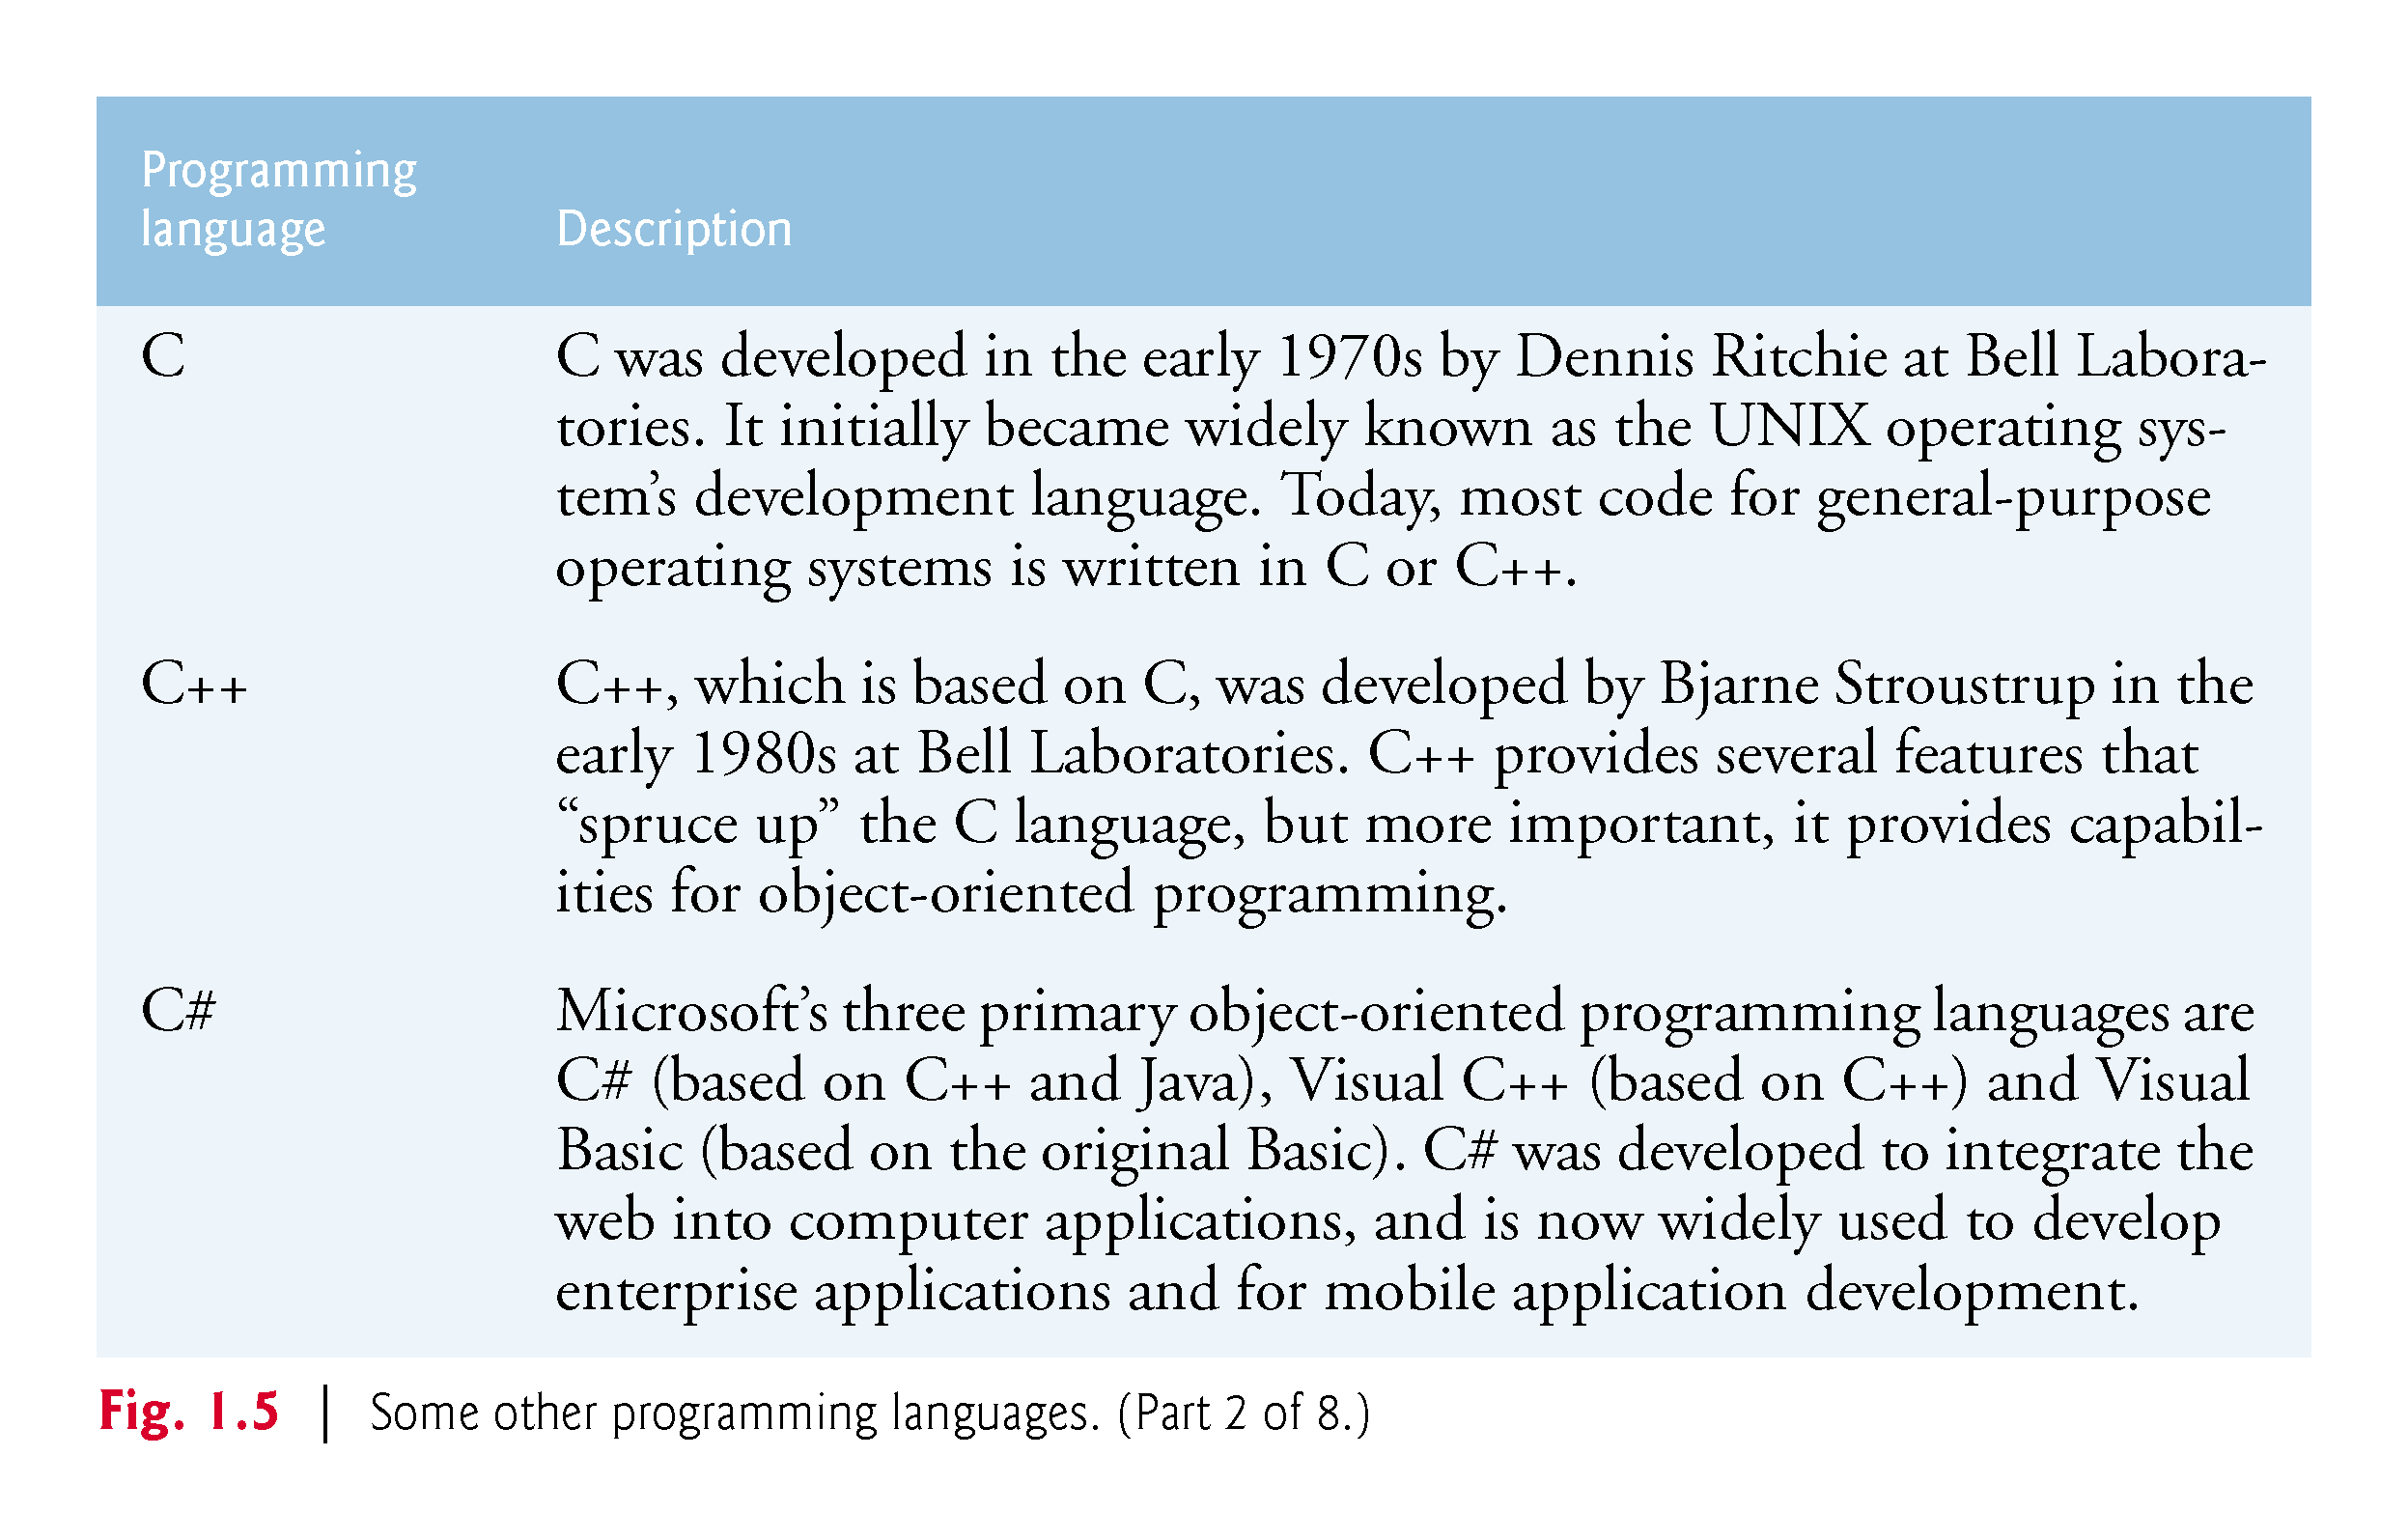 Programming
language Description
C C was developed in the early 1970s by Dennis Ritchie at Bell Labora-
tories. It initially became widely known as the UNIX operating sys-
tem’s development language. Today, most code for general-purpose
operating systems is written in C or C++.
C++ C++, which is based on C, was developed by Bjarne Stroustrup in the
early 1980s at Bell Laboratories. C++ provides several features that
“spruce up” the C language, but more important, it provides capabil-
ities for object-oriented programming.
C# Microsoft’s three primary object-oriented programming languages are
C# (based on C++ and Java), Visual C++ (based on C++) and Visual
Basic (based on the original Basic). C# was developed to integrate the
web into computer applications, and is now widely used to develop
enterprise applications and for mobile application development.
Fig. 1.5 | Some other programming languages. (Part 2 of 8.)